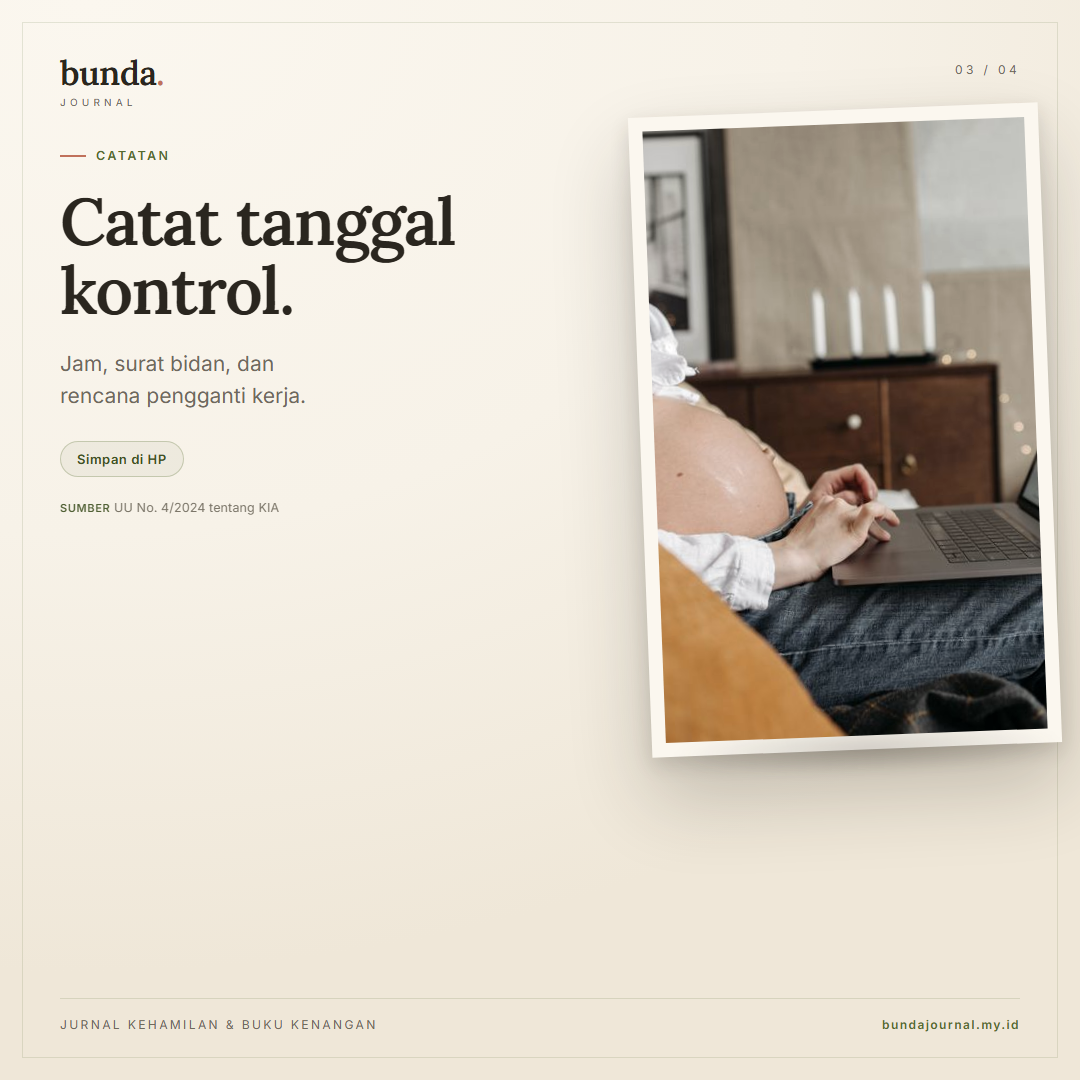 bunda.
JOURNAL
03 / 04
CATATAN
Catat tanggal
kontrol.
Jam, surat bidan, dan
rencana pengganti kerja.
Simpan di HP
SUMBER UU No. 4/2024 tentang KIA
JURNAL KEHAMILAN & BUKU KENANGAN
bundajournal.my.id